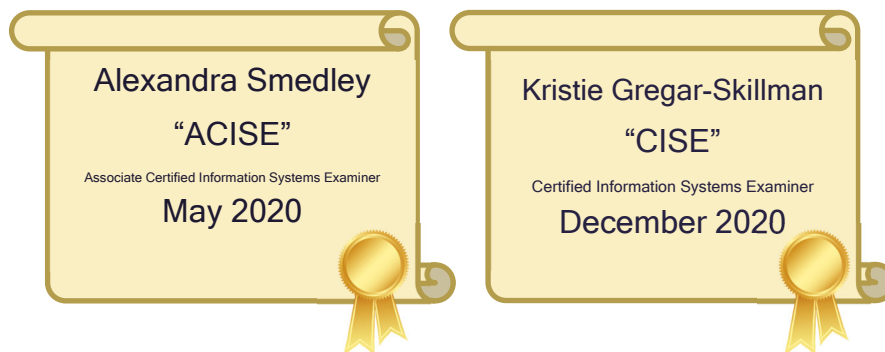 Alexandra Smedley
“ACISE”
Associate Certified Information Systems Examiner
May 2020
Kristie Gregar-Skillman
“CISE”
Certified Information Systems Examiner
December 2020